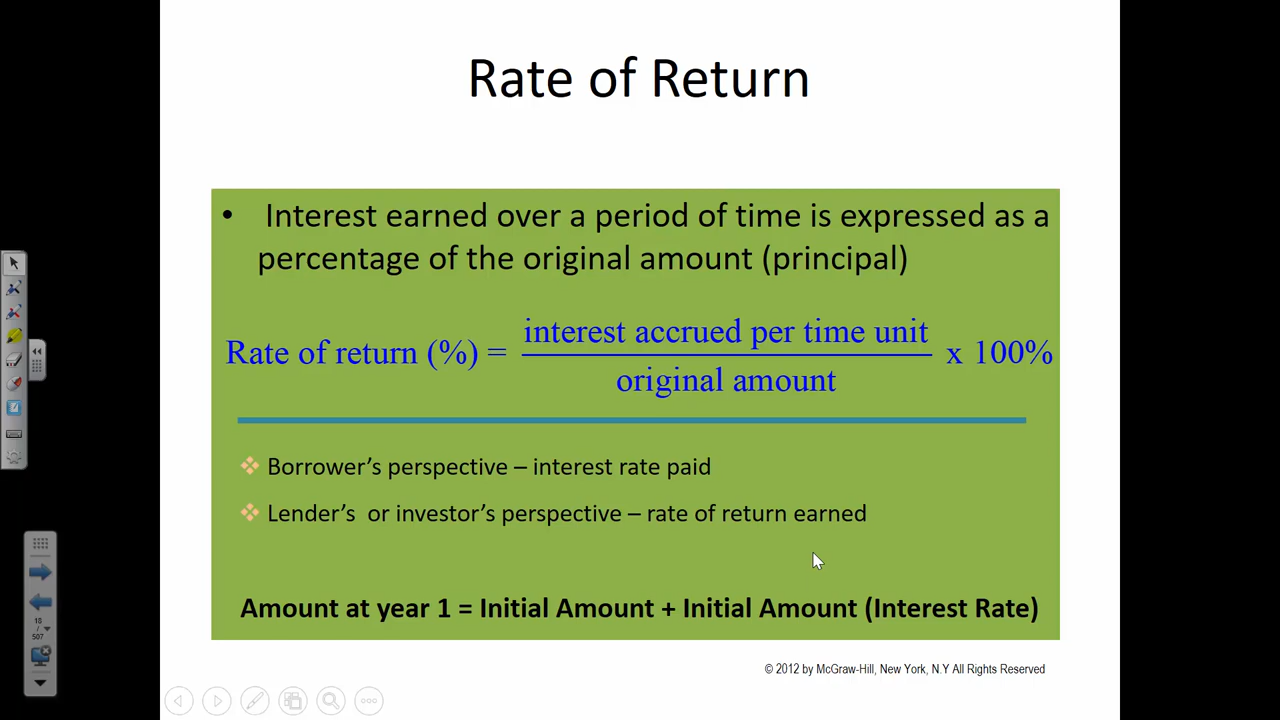 Rate of Return
• Interest earned over a period of time is expressed as a
percentage of the original amount (principal)
Rate of return (%) = interest accrued per time unit / original amount x 100%
❖ Borrower’s perspective – interest rate paid
❖ Lender’s or investor’s perspective – rate of return earned
Amount at year 1 = Initial Amount + Initial Amount (Interest Rate)
© 2012 by McGraw-Hill, New York, N.Y All Rights Reserved
18
/
507